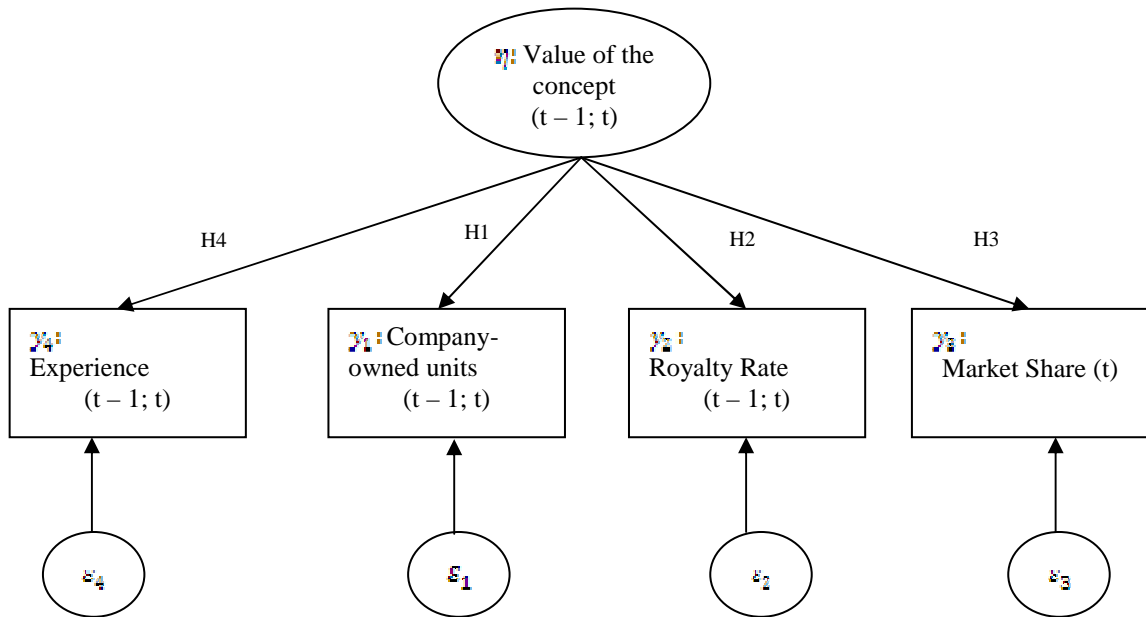 η: Value of the
concept
(t – 1; t)
H4
H1
H2
H3
y₄:
Experience
(t – 1; t)
y₁: Company-
owned units
(t – 1; t)
y₂:
Royalty Rate
(t – 1; t)
y₃:
Market Share (t)
ε₄
ε₁
ε₂
ε₃